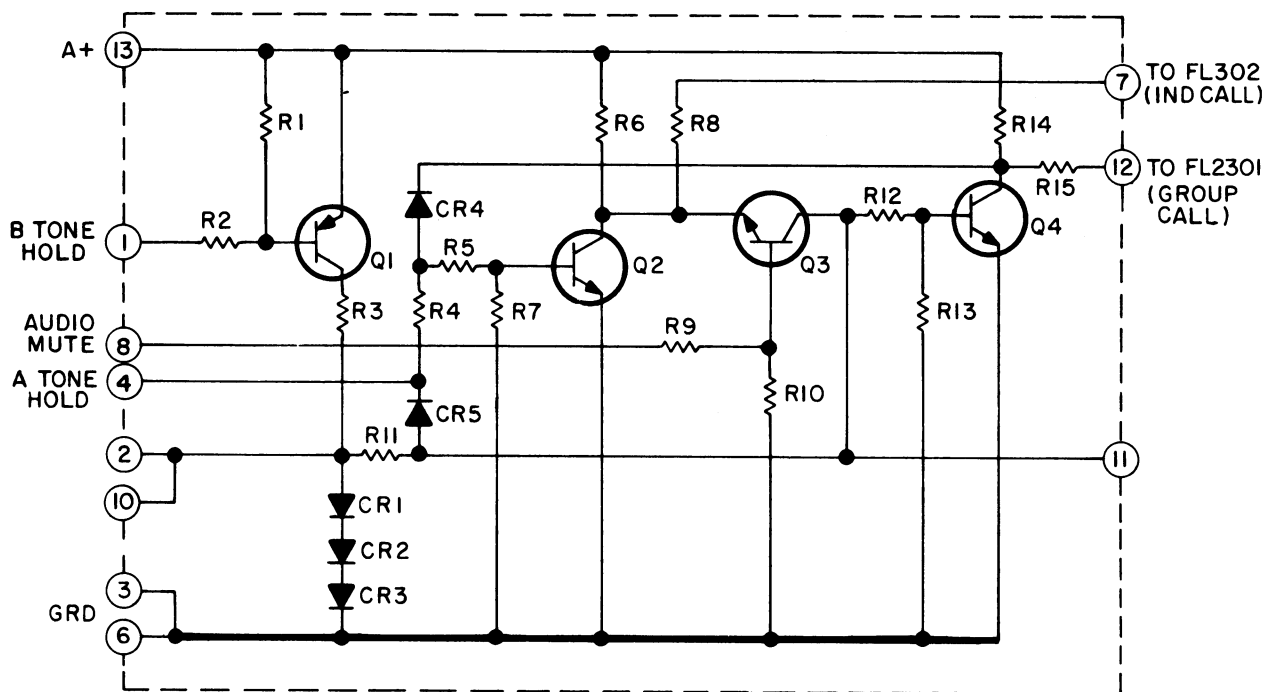 A+
13
7
TO FL302
(IND CALL)
R1
R6
R8
R14
12
TO FL2301
(GROUP
CALL)
R15
CR4
R12
B TONE
HOLD
1
R2
Q1
R5
Q2
Q3
Q4
R3
R4
R7
R13
AUDIO
MUTE
8
R9
A TONE
HOLD
4
R10
CR5
R11
2
11
10
CR1
CR2
3
CR3
GRD
6